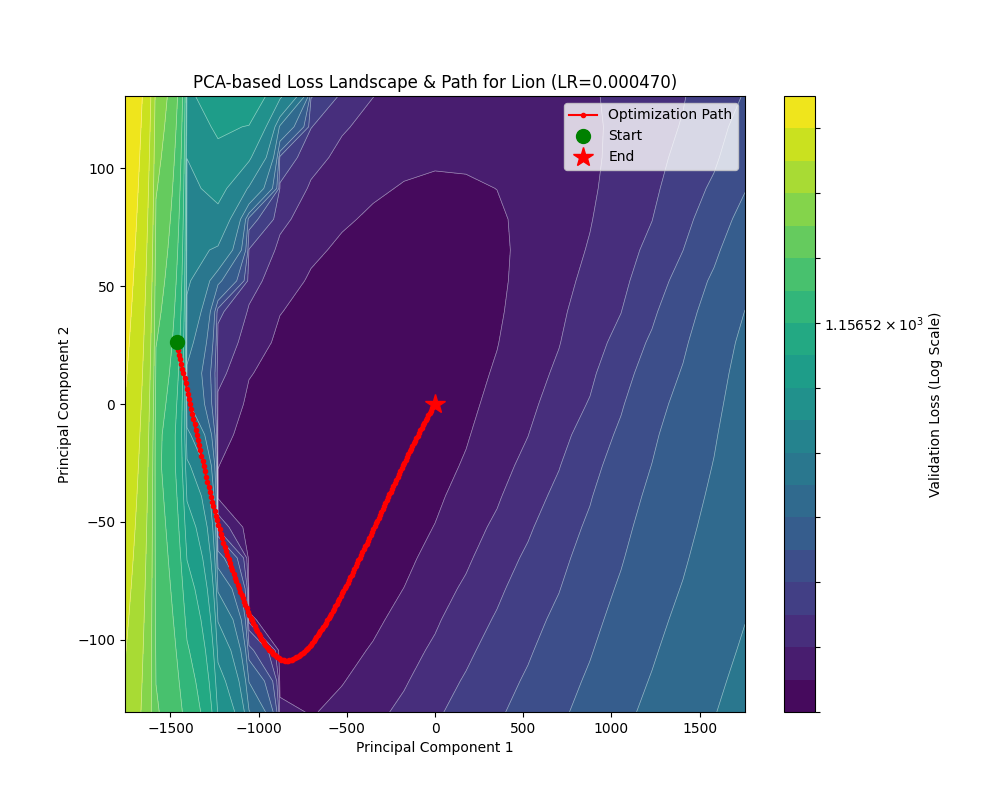 PCA-based Loss Landscape & Path for Lion (LR=0.000470)
Optimization Path
Start
End
100
50
0
−50
−100
Principal Component 2
−1500 −1000 −500 0 500 1000 1500
Principal Component 1
1.15652 × 10³
Validation Loss (Log Scale)